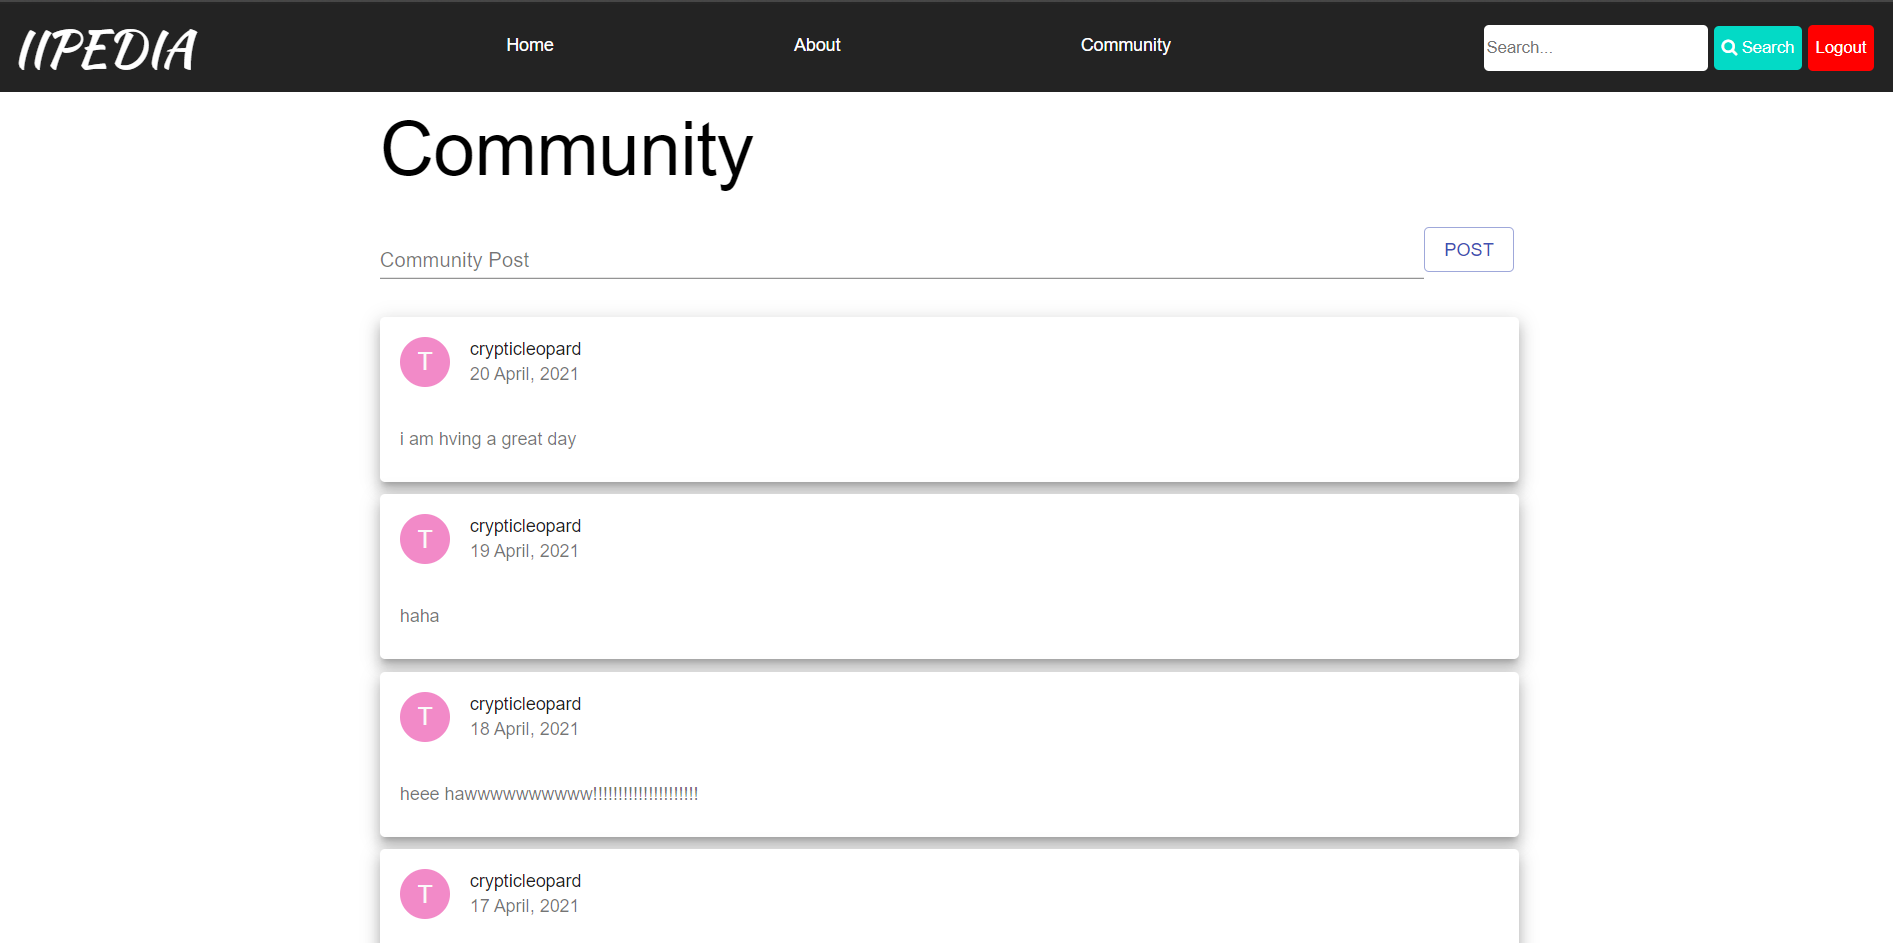 IIPEDIA
Home
About
Community
Search...
Search
Logout
Community
Community Post
POST
T
crypticleopard
20 April, 2021
i am hving a great day
T
crypticleopard
19 April, 2021
haha
T
crypticleopard
18 April, 2021
heee hawwwwwwwwww!!!!!!!!!!!!!!!!!!!!!
T
crypticleopard
17 April, 2021